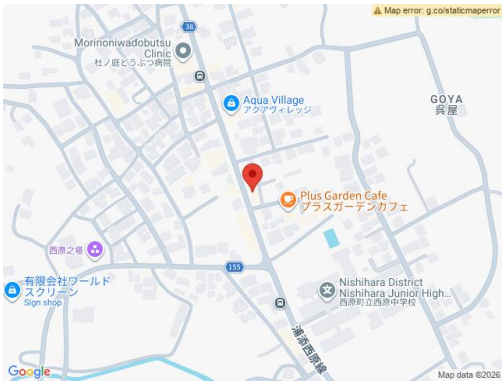 Map error: g.co/staticmaperror
38
Morinoniwadobutsu
Clinic
杜ノ庭どうぶつ病院
Aqua Village
アクアヴィレッジ
GOYA
呉屋
Plus Garden Cafe
プラスガーデンカフェ
西原之塔
155
有限会社ワールド
スクリーン
Sign shop
Nishihara District
Nishihara Junior High...
西原町立西原中学校
浦添西原線
Google
Map data ©2026